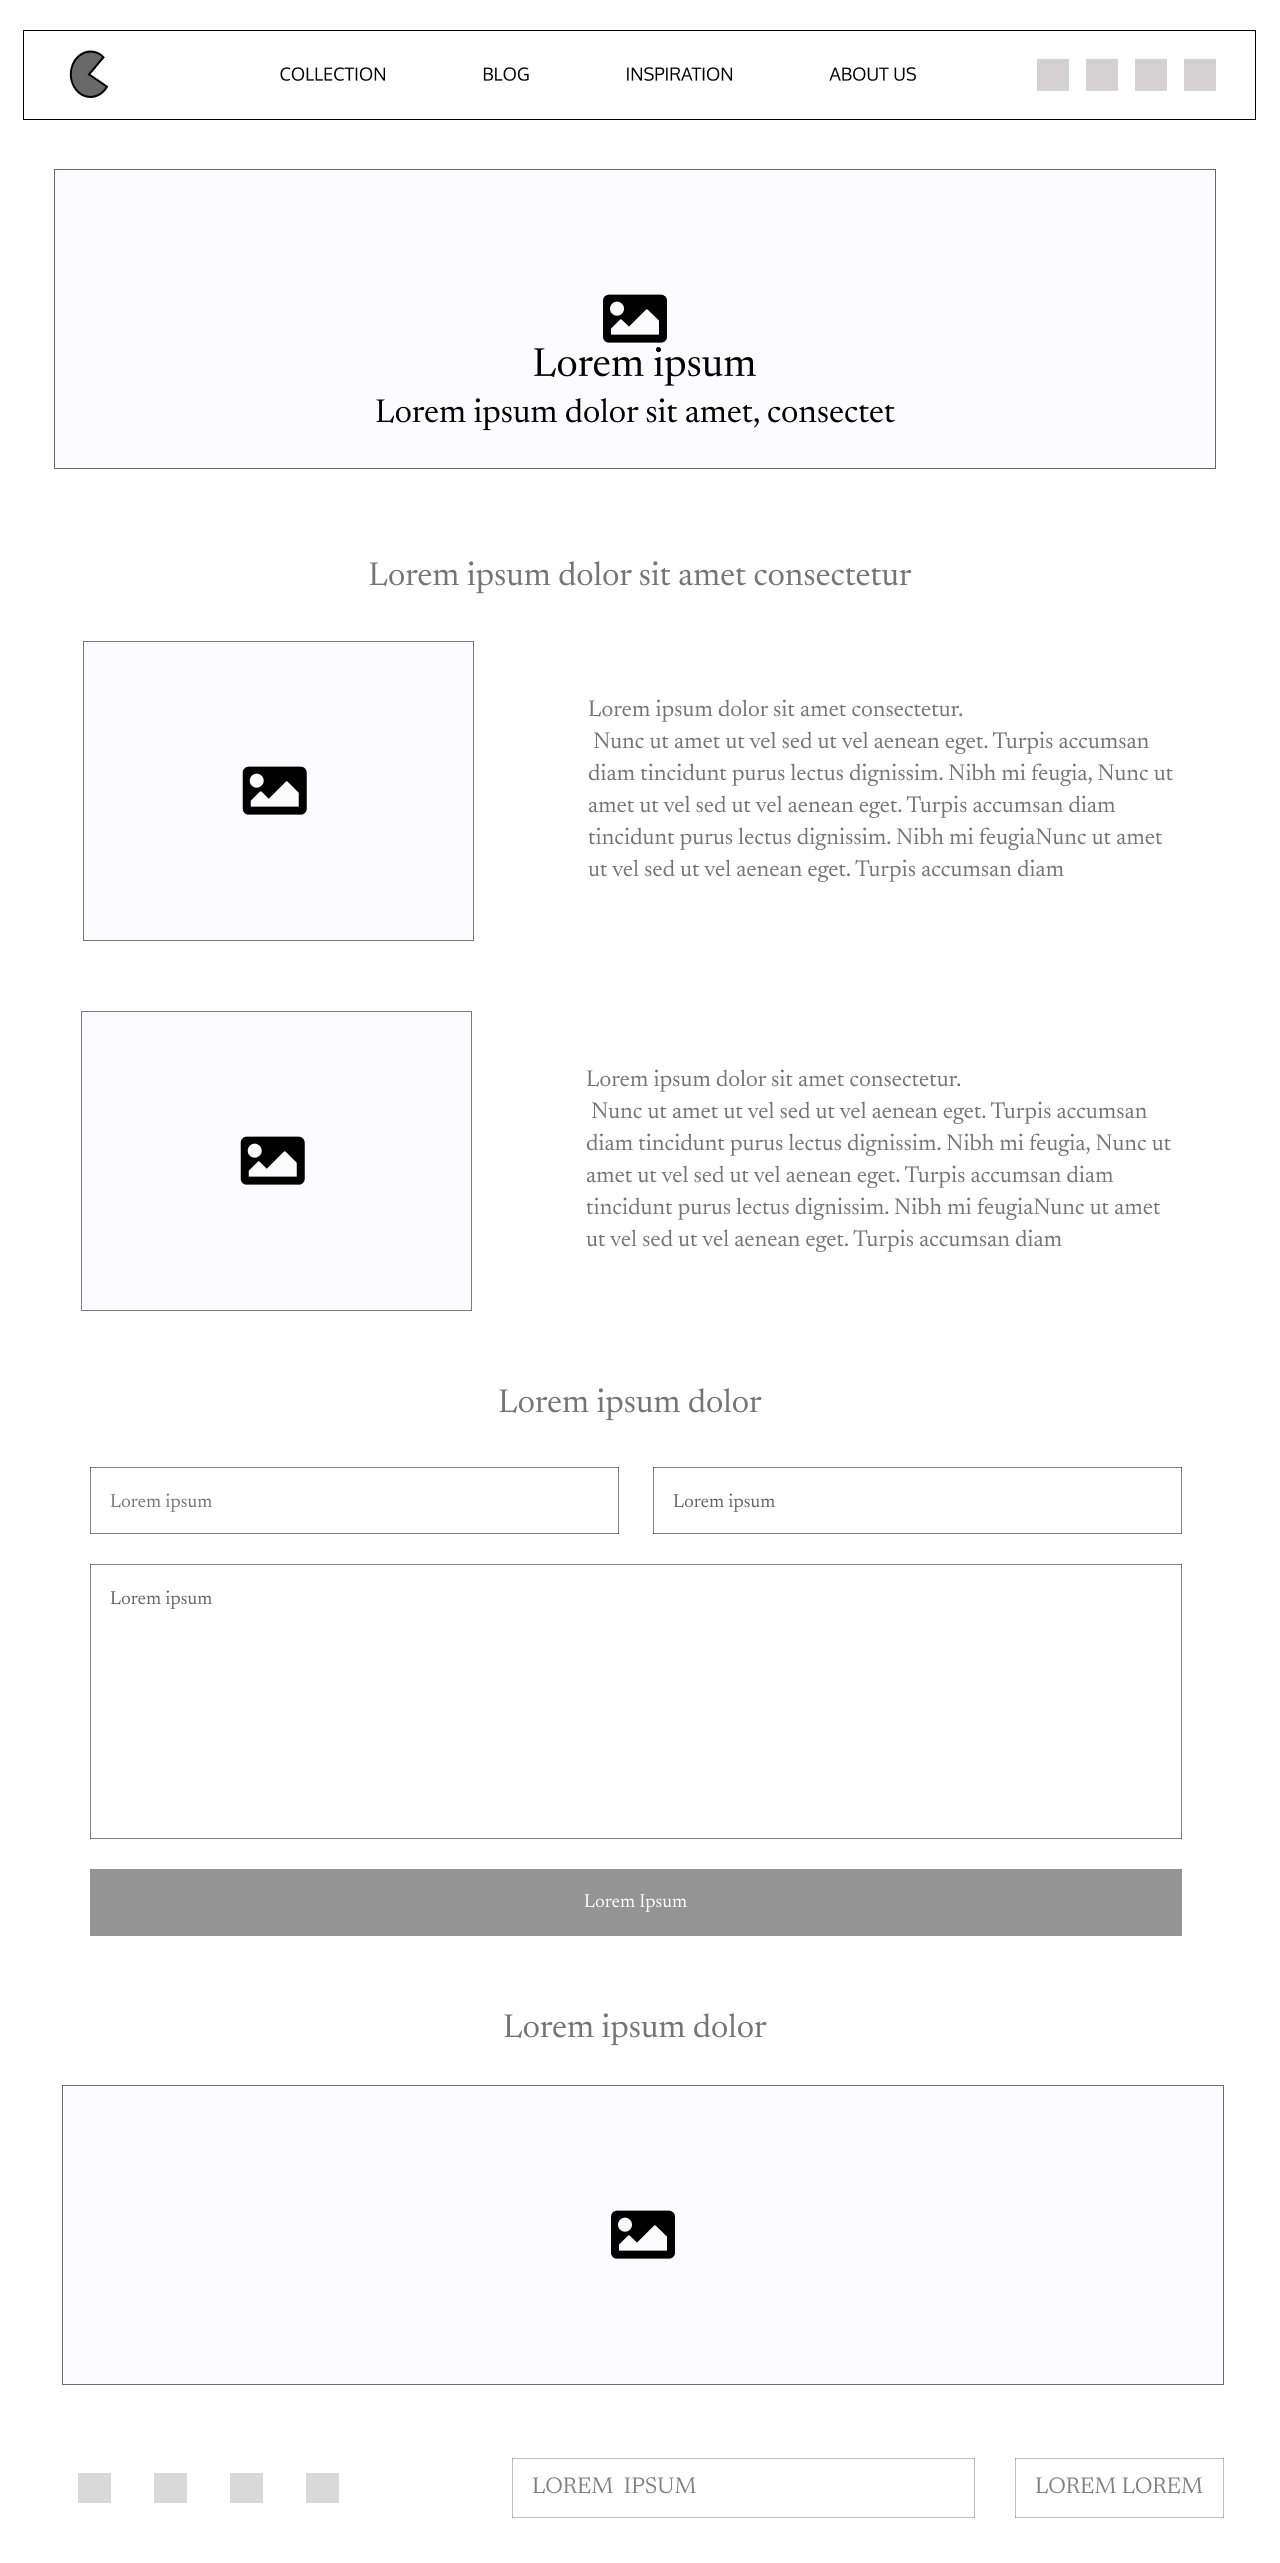 COLLECTION BLOG INSPIRATION ABOUT US
Lorem ipsum
Lorem ipsum dolor sit amet, consectet
Lorem ipsum dolor sit amet consectetur
Lorem ipsum dolor sit amet consectetur.
Nunc ut amet ut vel sed ut vel aenean eget. Turpis accumsan
diam tincidunt purus lectus dignissim. Nibh mi feugia, Nunc ut
amet ut vel sed ut vel aenean eget. Turpis accumsan diam
tincidunt purus lectus dignissim. Nibh mi feugiaNunc ut amet
ut vel sed ut vel aenean eget. Turpis accumsan diam
Lorem ipsum dolor sit amet consectetur.
Nunc ut amet ut vel sed ut vel aenean eget. Turpis accumsan
diam tincidunt purus lectus dignissim. Nibh mi feugia, Nunc ut
amet ut vel sed ut vel aenean eget. Turpis accumsan diam
tincidunt purus lectus dignissim. Nibh mi feugiaNunc ut amet
ut vel sed ut vel aenean eget. Turpis accumsan diam
Lorem ipsum dolor
Lorem ipsum
Lorem ipsum
Lorem ipsum
Lorem Ipsum
Lorem ipsum dolor
LOREM IPSUM
LOREM LOREM